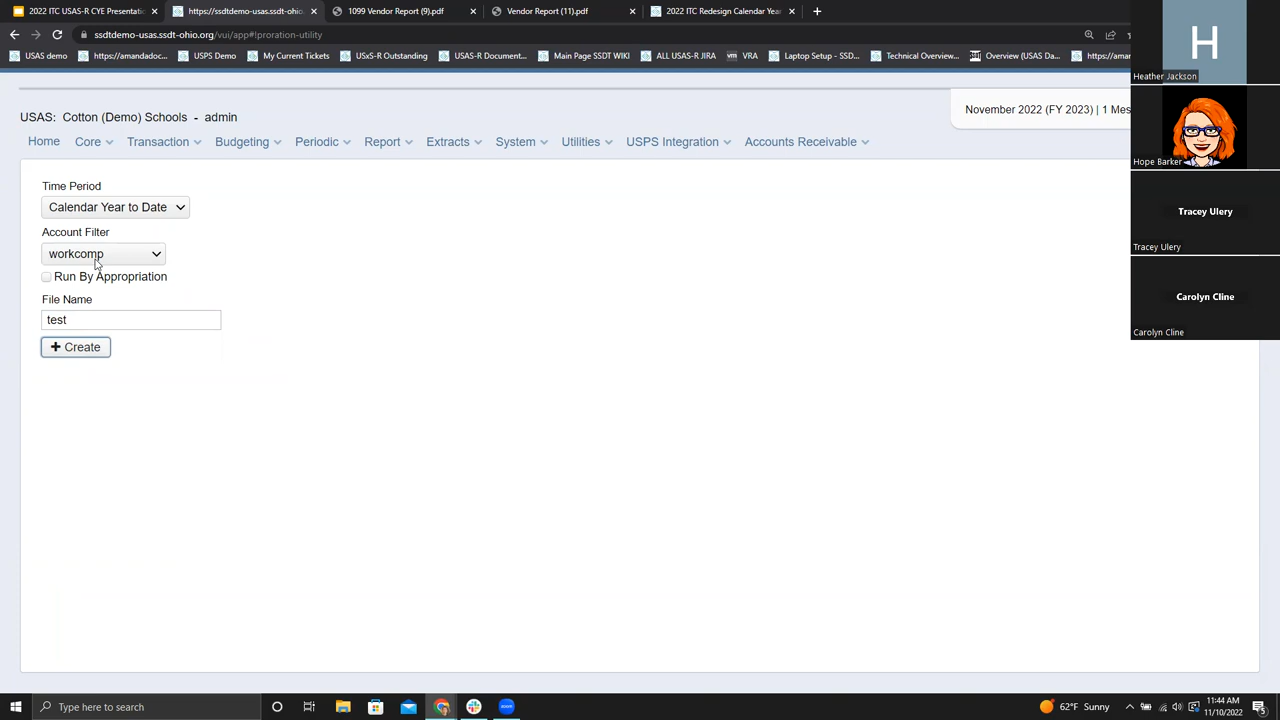 2022 ITC USAS-R CYE Presentati
https://ssdtdemo-usas.ssdt-ohio.
1099 Vendor Report (9).pdf
Vendor Report (11).pdf
2022 ITC Redesign Calendar Year
ssdtdemo-usas.ssdt-ohio.org/vui/app#!proration-utility
USAS demo
https://amandadoc...
USPS Demo
My Current Tickets
USxS-R Outstanding
USAS-R Document...
Main Page SSDT WIKI
ALL USAS-R JIRA
VRA
Laptop Setup - SSD...
Technical Overview...
Overview (USAS Da...
https://aman
H
Heather Jackson
Hope Barker
Tracey Ulery
Tracey Ulery
Carolyn Cline
Carolyn Cline
USAS: Cotton (Demo) Schools - admin
November 2022 (FY 2023) | 1 Mes
Home
Core
Transaction
Budgeting
Periodic
Report
Extracts
System
Utilities
USPS Integration
Accounts Receivable
Time Period
Calendar Year to Date
Account Filter
workcomp
Run By Appropriation
File Name
test
Create
Type here to search
zoom
62°F Sunny
11:44 AM
11/10/2022
5